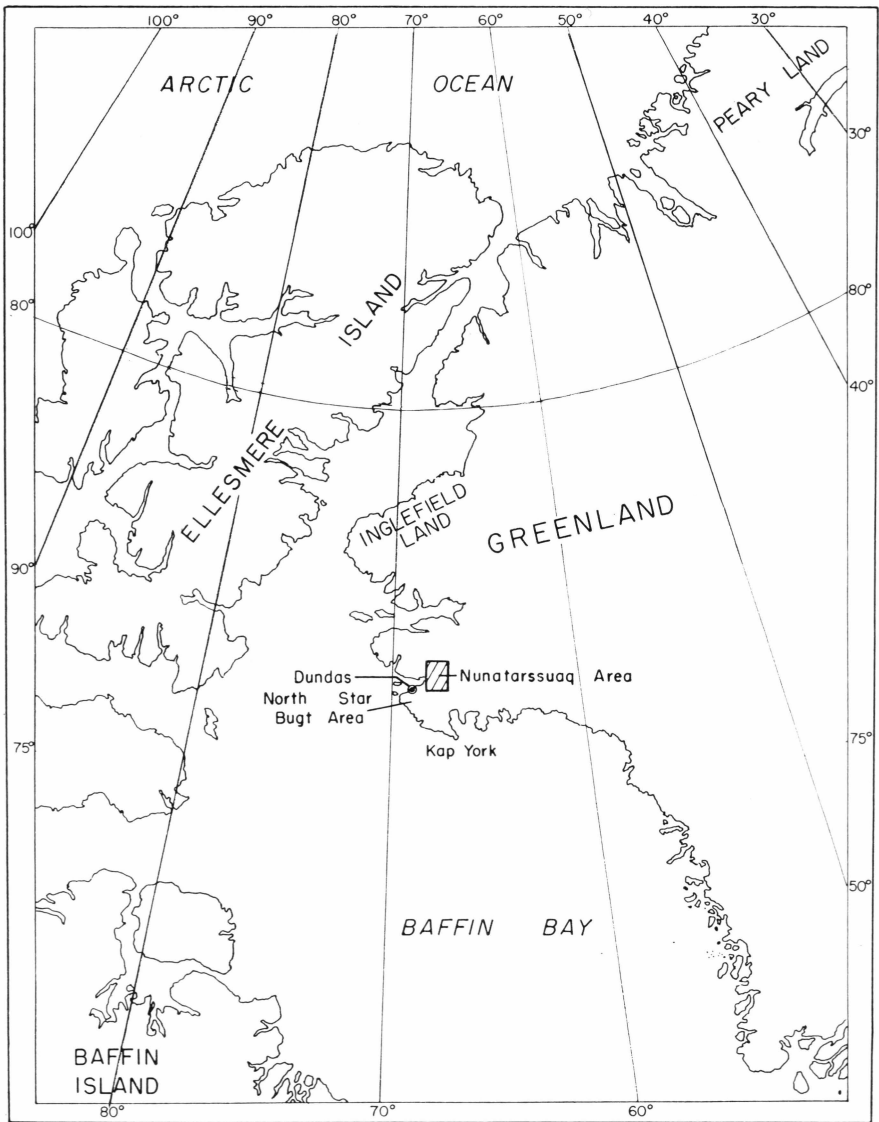 100° 90° 80° 70° 60° 50° 40° 30°
ARCTIC OCEAN
PEARY LAND
30°
100°
80°
80°
ISLAND
40°
ELLESMERE
INGLEFIELD
LAND
GREENLAND
90°
Dundas
Nunatarssuaq Area
North Star
Bugt Area
75°
Kap York
75°
50°
BAFFIN BAY
BAFFIN
ISLAND
80° 70° 60°